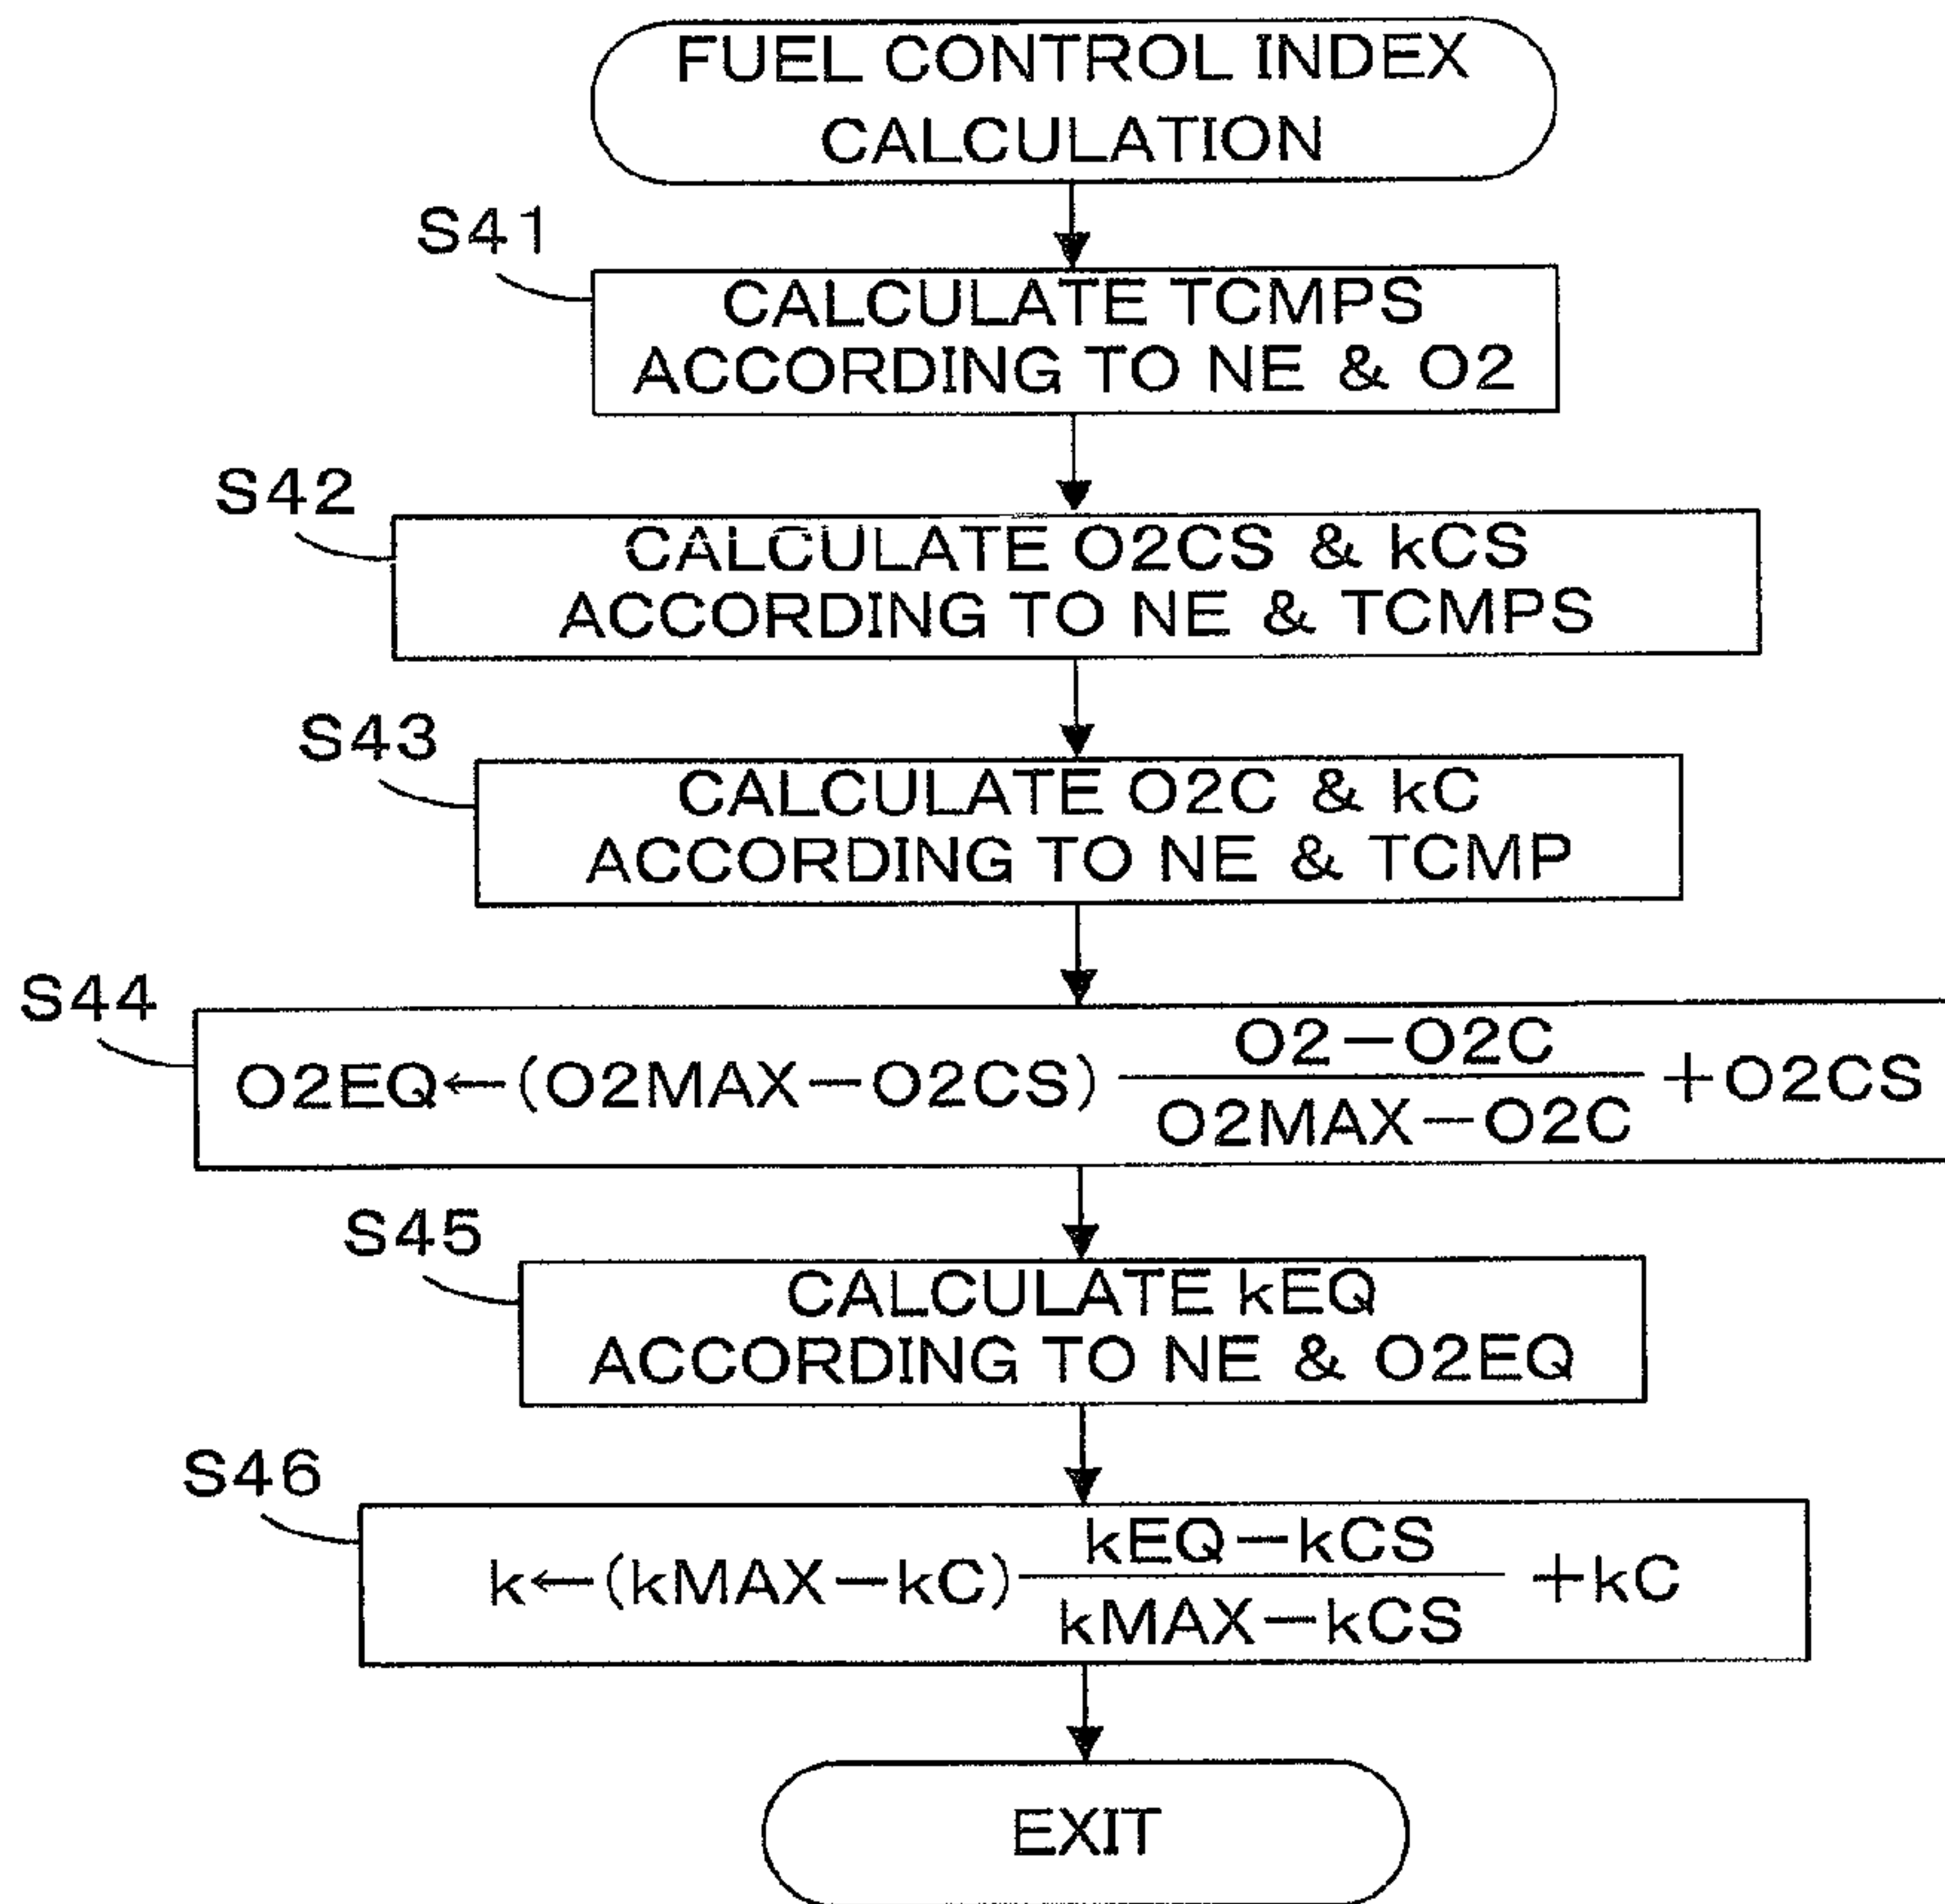 FUEL CONTROL INDEX
CALCULATION
S41
CALCULATE TCMPS
ACCORDING TO NE & O2
S42
CALCULATE O2CS & kCS
ACCORDING TO NE & TCMPS
S43
CALCULATE O2C & kC
ACCORDING TO NE & TCMP
S44
O2−O2C
O2EQ←(O2MAX−O2CS) +O2CS
O2MAX−O2C
S45
CALCULATE kEQ
ACCORDING TO NE & O2EQ
S46
kEQ−kCS
k←(kMAX−kC) +kC
kMAX−kCS
EXIT